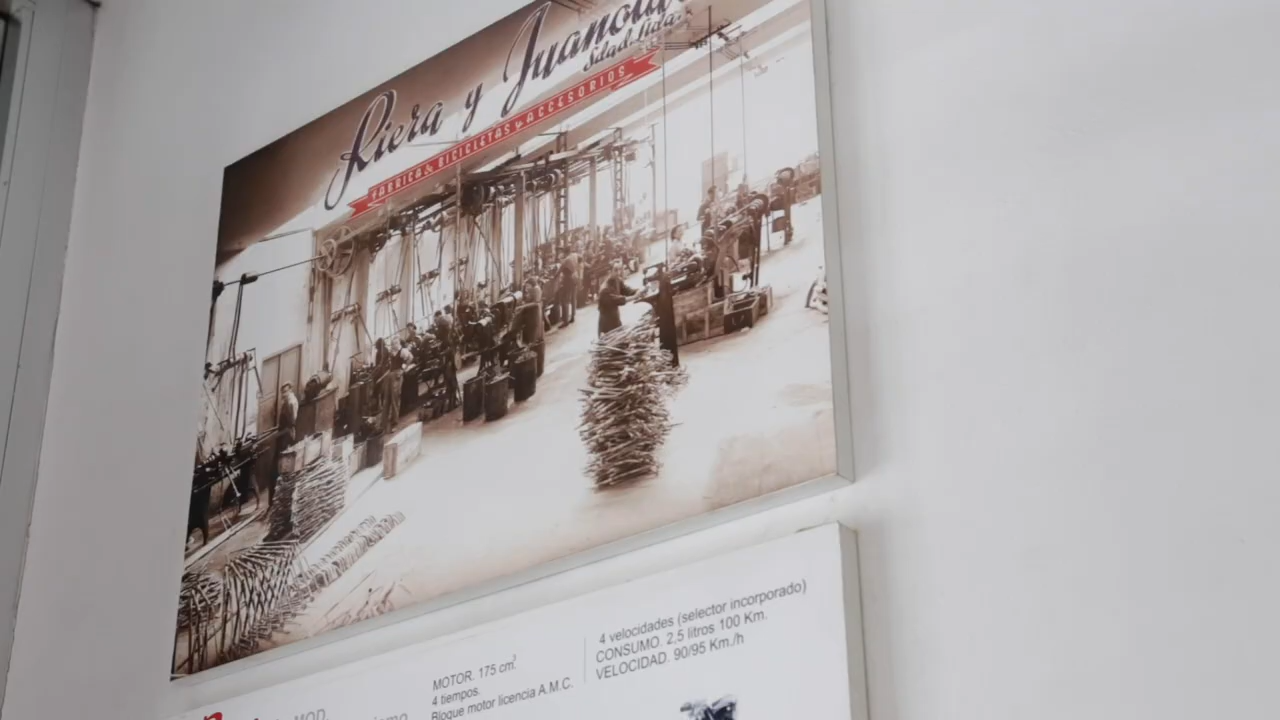 Riera y Juanola
Sdad. Ltda.
FABRICA de BICICLETAS y ACCESORIOS
MOTOR. 175 cm³
4 tiempos
Bloque motor licencia A.M.C.
4 velocidades (selector incorporado)
CONSUMO. 2,5 litros 100 Km.
VELOCIDAD. 90/95 Km./h
MOD.